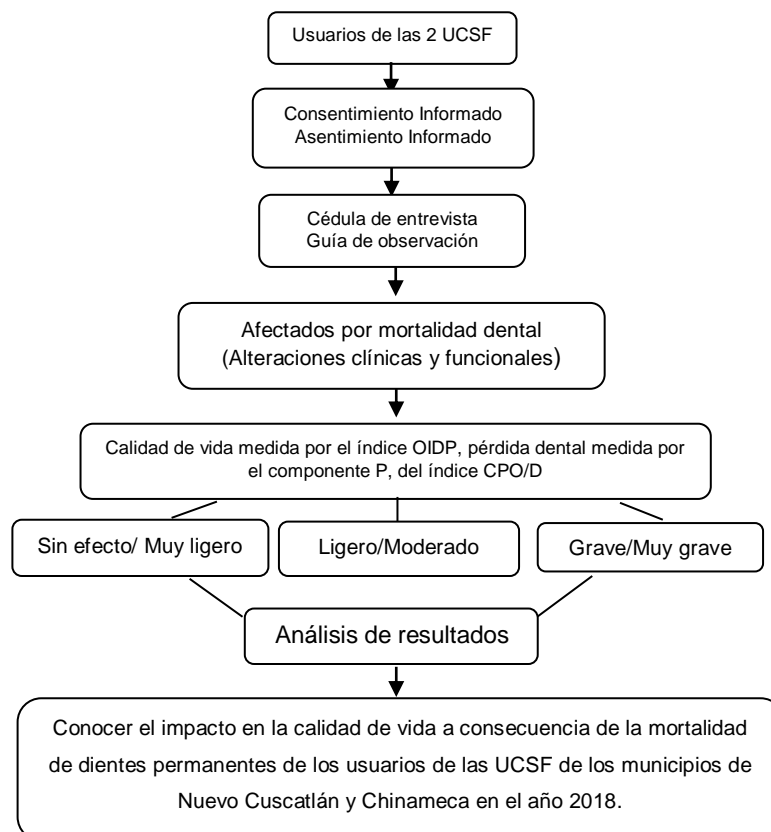 Usuarios de las 2 UCSF
Consentimiento Informado
Asentimiento Informado
Cédula de entrevista
Guía de observación
Afectados por mortalidad dental
(Alteraciones clínicas y funcionales)
Calidad de vida medida por el índice OIDP, pérdida dental medida por
el componente P, del índice CPO/D
Sin efecto/ Muy ligero
Ligero/Moderado
Grave/Muy grave
Análisis de resultados
Conocer el impacto en la calidad de vida a consecuencia de la mortalidad
de dientes permanentes de los usuarios de las UCSF de los municipios de
Nuevo Cuscatlán y Chinameca en el año 2018.